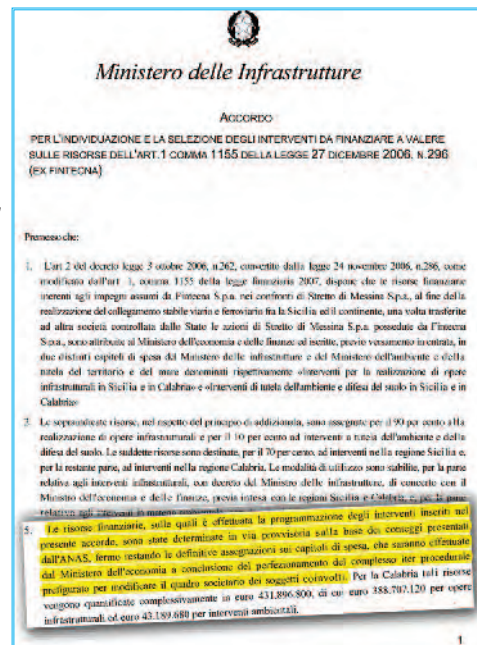 Ministero delle Infrastrutture
ACCORDO
PER L'INDIVIDUAZIONE E LA SELEZIONE DEGLI INTERVENTI DA FINANZIARE A VALERE
SULLE RISORSE DELL'ART.1 COMMA 1155 DELLA LEGGE 27 DICEMBRE 2006, N.296
(EX FINTECNA)
Premesso che:
1. L'art 2 del decreto legge 3 ottobre 2006, n.262, convertito dalla legge 24 novembre 2006, n.286, come
modificato dall'art. 1, comma 1155 della legge finanziaria 2007, dispone che le risorse finanziarie
inerenti agli impegni assunti da Fintecna S.p.a. nei confronti di Stretto di Messina S.p.a., al fine della
realizzazione del collegamento stabile viario e ferroviario fra la Sicilia ed il continente, una volta trasferite
ad altra società controllata dallo Stato le azioni di Stretto di Messina S.p.a. possedute da Fintecna
S.p.a., sono attribuite al Ministero dell'economia e delle finanze ed iscritte, previo versamento in entrata, in
due distinti capitoli di spesa del Ministero delle infrastrutture e del Ministero dell'ambiente e della
tutela del territorio e del mare denominati rispettivamente «Interventi per la realizzazione di opere
infrastrutturali in Sicilia e in Calabria» e «Interventi di tutela dell'ambiente e difesa del suolo in Sicilia e in
Calabria»
2. Le sopraindicate risorse, nel rispetto del principio di addizionalità, sono assegnate per il 90 per cento alla
realizzazione di opere infrastrutturali e per il 10 per cento ad interventi a tutela dell'ambiente e della
difesa del suolo. Le suddette risorse sono destinate, per il 70 per cento, ad interventi nella regione Sicilia e,
per la restante parte, ad interventi nella regione Calabria. Le modalità di utilizzo sono stabilite, per la parte
relativa agli interventi infrastrutturali, con decreto del Ministro delle infrastrutture, di concerto con il
Ministro dell'economia e delle finanze, previa intesa con le regioni Sicilia e Calabria e, per la parte
relativa agli interventi in materia
5. Le risorse finanziarie, sulla quali è effettuata la programmazione degli interventi inseriti nel
presente accordo, sono state determinate in via provvisoria sulla base dei conteggi presentati
dall'ANAS, fermo restando le definitive assegnazioni sui capitoli di spesa, che saranno effettuate
dal Ministero dell'economia a conclusione del perfezionamento del complesso iter procedurale
prefigurato per modificare il quadro societario dei soggetti coinvolti. Per la Calabria tali risorse
vengono quantificate complessivamente in euro 431.896.800, di cui euro 388.707.120 per opere
infrastrutturali ed euro 43.189.680 per interventi ambientali.
1